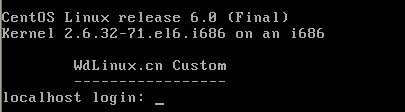 CentOS Linux release 6.0 (Final)
Kernel 2.6.32-71.el6.i686 on an i686
WdLinux.cn Custom
-----------------
localhost login: _